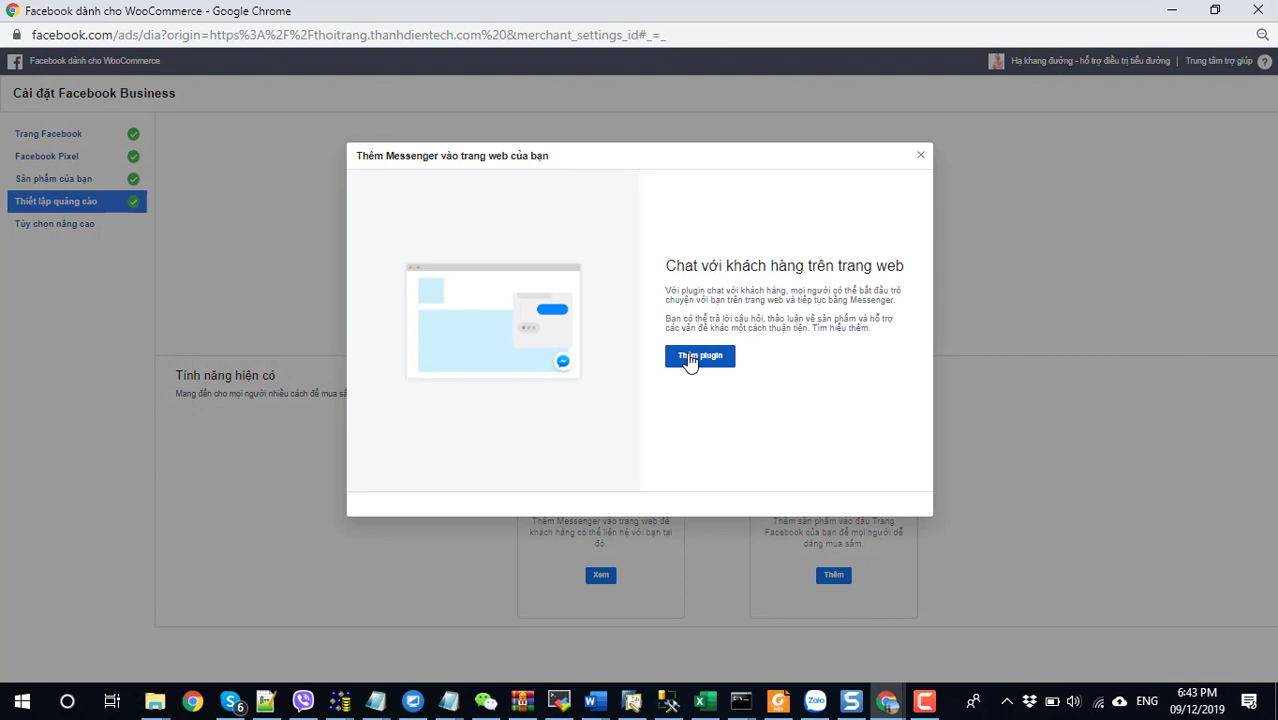 Facebook dành cho WooCommerce - Google Chrome
facebook.com/ads/dia?origin=https%3A%2F%2Fthoitrang.thanhdientech.com%20&merchant_settings_id#_=_
Facebook dành cho WooCommerce
Hạ khang đường - hỗ trợ điều trị tiểu đường
Trung tâm trợ giúp
?
Cài đặt Facebook Business
Trang Facebook
Facebook Pixel
Sản phẩm của bạn
Thiết lập quảng cáo
Tùy chọn nâng cao
Thêm Messenger vào trang web của bạn
Chat với khách hàng trên trang web
Với plugin chat với khách hàng, mọi người có thể bắt đầu trò
chuyện với bạn trên trang web và tiếp tục bằng Messenger.
Bạn có thể trả lời câu hỏi, thảo luận về sản phẩm và hỗ trợ
các vấn đề khác một cách thuận tiện. Tìm hiểu thêm.
Thêm plugin
Tính năng hiện có
Mang đến cho mọi người nhiều cách để mua
Thêm Messenger vào trang web để
khách hàng có thể liên hệ với bạn tại
đó.
Xem
Thêm sản phẩm vào đầu Trang
Facebook của bạn để mọi người dễ
dàng mua sắm.
Thêm
6
Zalo
ENG
6:43 PM
09/12/2019